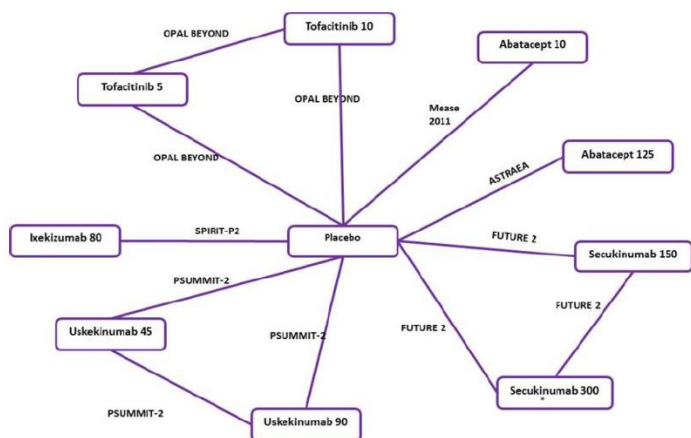 Tofacitinib 10
OPAL BEYOND
Abatacept 10
Tofacitinib 5
OPAL BEYOND
Mease
2011
OPAL BEYOND
Abatacept 125
ASTRAEA
Ixekizumab 80
SPIRIT-P2
Placebo
FUTURE 2
Secukinumab 150
PSUMMIT-2
FUTURE 2
Uskekinumab 45
PSUMMIT-2
FUTURE 2
Secukinumab 300
PSUMMIT-2
Uskekinumab 90